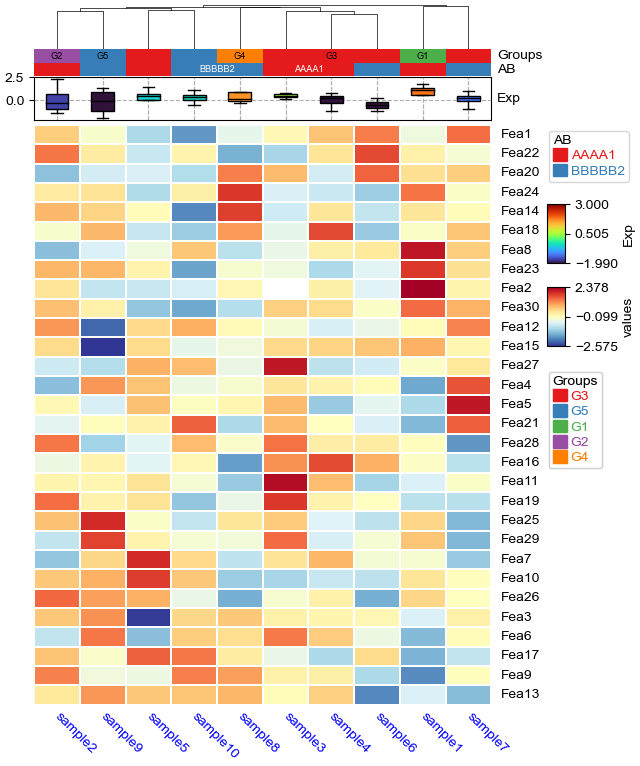 G2 G5 G4 G3 G1 Groups
BBBBB2 AAAA1 AB
2.5
0.0
Exp
Fea1
Fea22
Fea20
Fea24
Fea14
Fea18
Fea8
Fea23
Fea2
Fea30
Fea12
Fea15
Fea27
Fea4
Fea5
Fea21
Fea28
Fea16
Fea11
Fea19
Fea25
Fea29
Fea7
Fea10
Fea26
Fea3
Fea6
Fea17
Fea9
Fea13
sample2
sample9
sample5
sample10
sample8
sample3
sample4
sample6
sample1
sample7
AB
AAAA1
BBBBB2
3.000
0.505
−1.990
Exp
2.378
−0.099
−2.575
values
Groups
G3
G5
G1
G2
G4